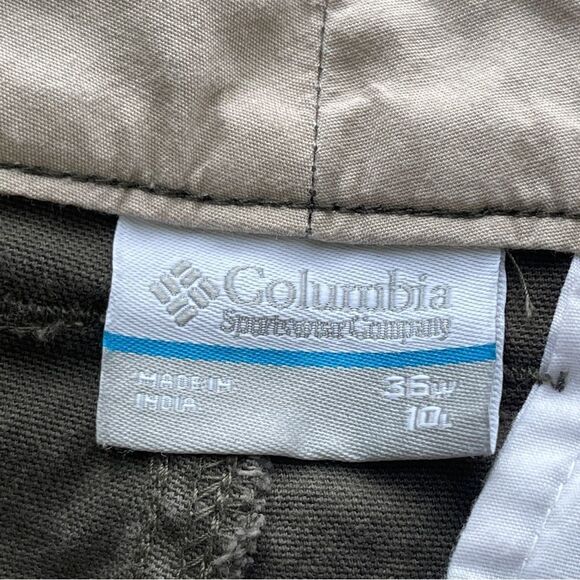 Columbia
Sportswear Company
MADE IN
INDIA
36W
10L